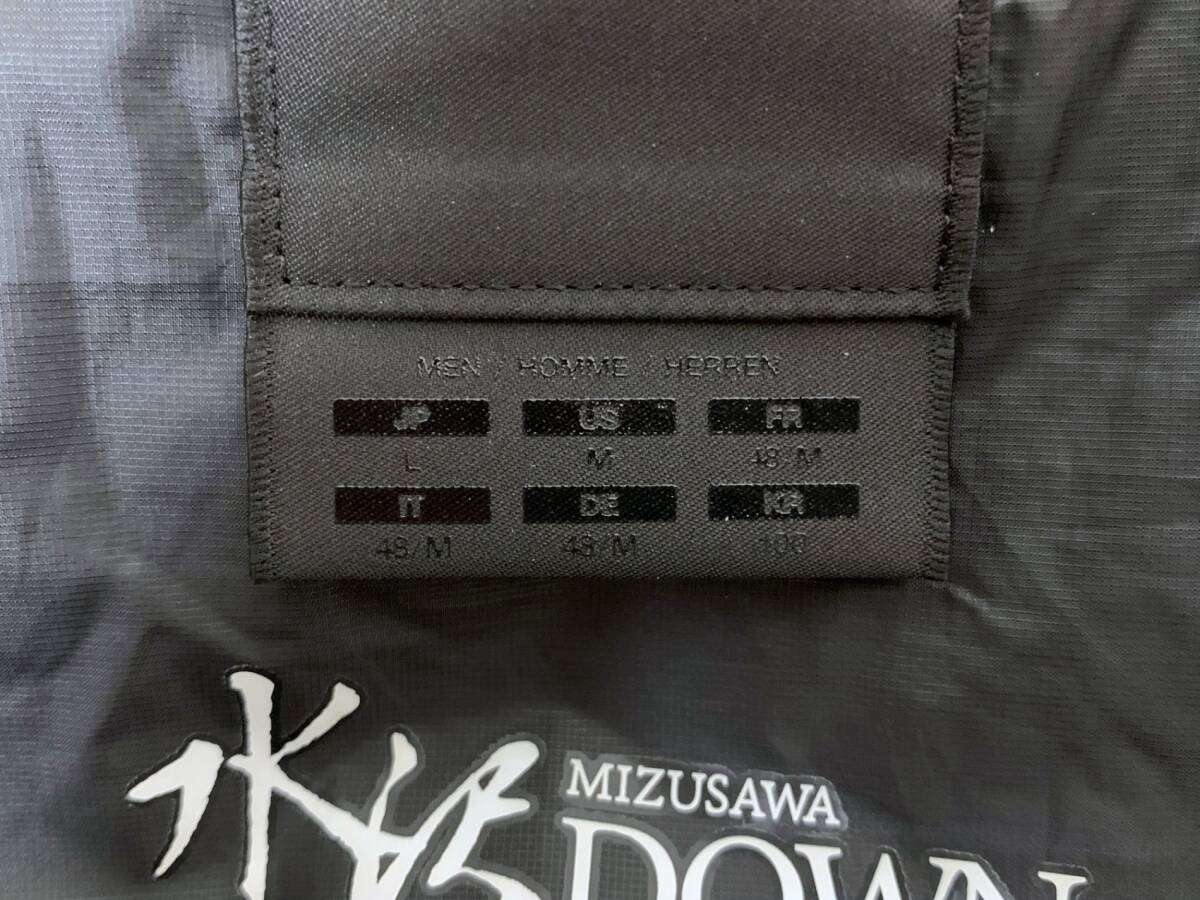 MEN / HOMME / HERREN
JP US FR
L M 48/M
IT DE KR
48/M 48/M 100
水沢
MIZUSAWA
DOWN